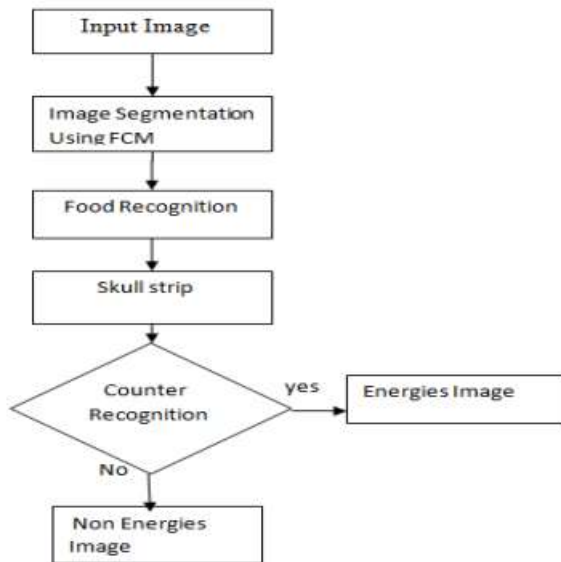 Input Image
Image Segmentation
Using FCM
Food Recognition
Skull strip
Counter
Recognition
yes
Energies Image
No
Non Energies
Image